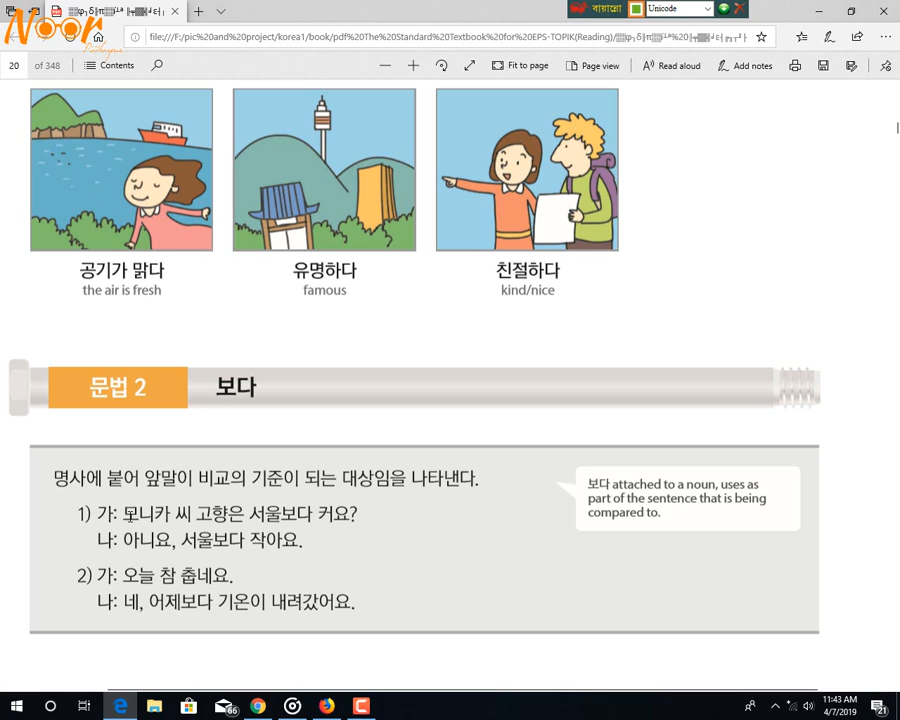 বায়ান্নো
Unicode
Noor
file:///F:/pic%20and%20project/korea1/book/pdf%20The%20Standard%20Textbook%20for%20EPS-TOPIK(Reading)/
20 of 348 Contents Fit to page Page view Read aloud Add notes
공기가 맑다 유명하다 친절하다
the air is fresh famous kind/nice
문법 2 보다
명사에 붙어 앞말이 비교의 기준이 되는 대상임을 나타낸다.
보다 attached to a noun, uses as
part of the sentence that is being
compared to.
1) 가: 모니카 씨 고향은 서울보다 커요?
나: 아니요, 서울보다 작아요.
2) 가: 오늘 참 춥네요.
나: 네, 어제보다 기온이 내려갔어요.
66
11:43 AM
4/7/2019
21